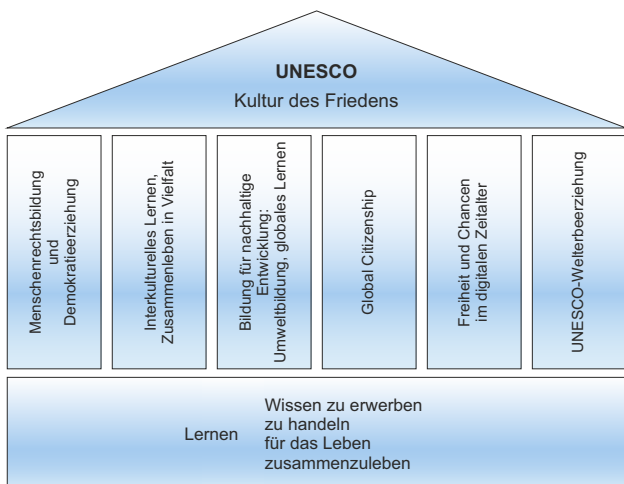 UNESCO
Kultur des Friedens
Menschenrechtsbildung
und
Demokratieerziehung
Interkulturelles Lernen,
Zusammenleben in Vielfalt
Bildung für nachhaltige
Entwicklung:
Umweltbildung, globales Lernen
Global Citizenship
Freiheit und Chancen
im digitalen Zeitalter
UNESCO-Welterbeerziehung
Lernen
Wissen zu erwerben
zu handeln
für das Leben
zusammenzuleben